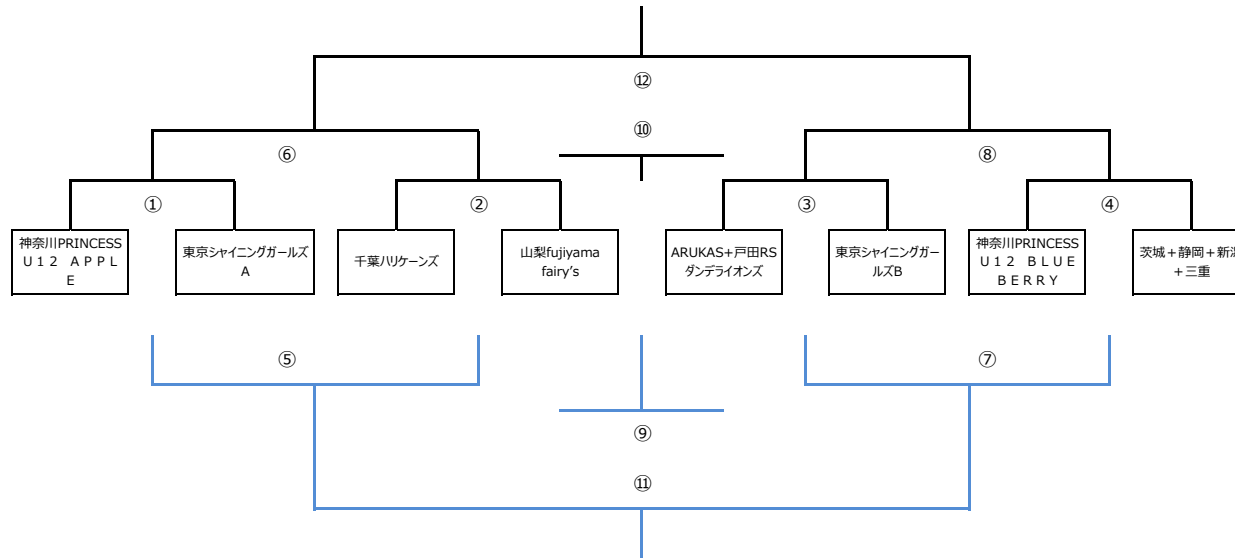 ⑫
⑩
⑥
⑧
①
②
③
④
神奈川PRINCESS
Ｕ１２ ＡＰＰＬ
Ｅ
東京シャイニングガールズ
A
千葉ハリケーンズ
山梨fujiyama
fairy's
ARUKAS+戸田RS
ダンデライオンズ
東京シャイニングガー
ルズB
神奈川PRINCESS
Ｕ１２ ＢＬＵＥ
ＢＥＲＲＹ
茨城＋静岡＋新潟
＋三重
⑤
⑦
⑨
⑪